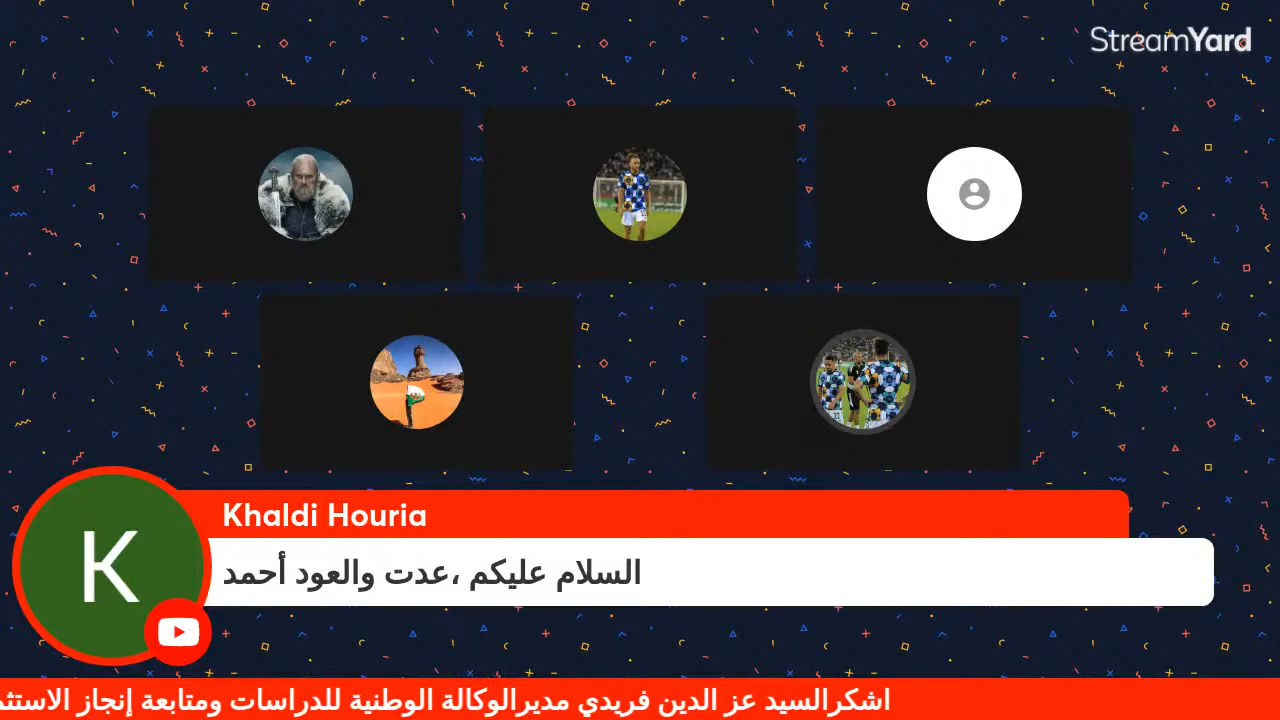 StreamYard
Khaldi Houria
السلام عليكم ،عدت والعود أحمد
اشكرالسيد عز الدين فريدي مديرالوكالة الوطنية للدراسات ومتابعة إنجاز